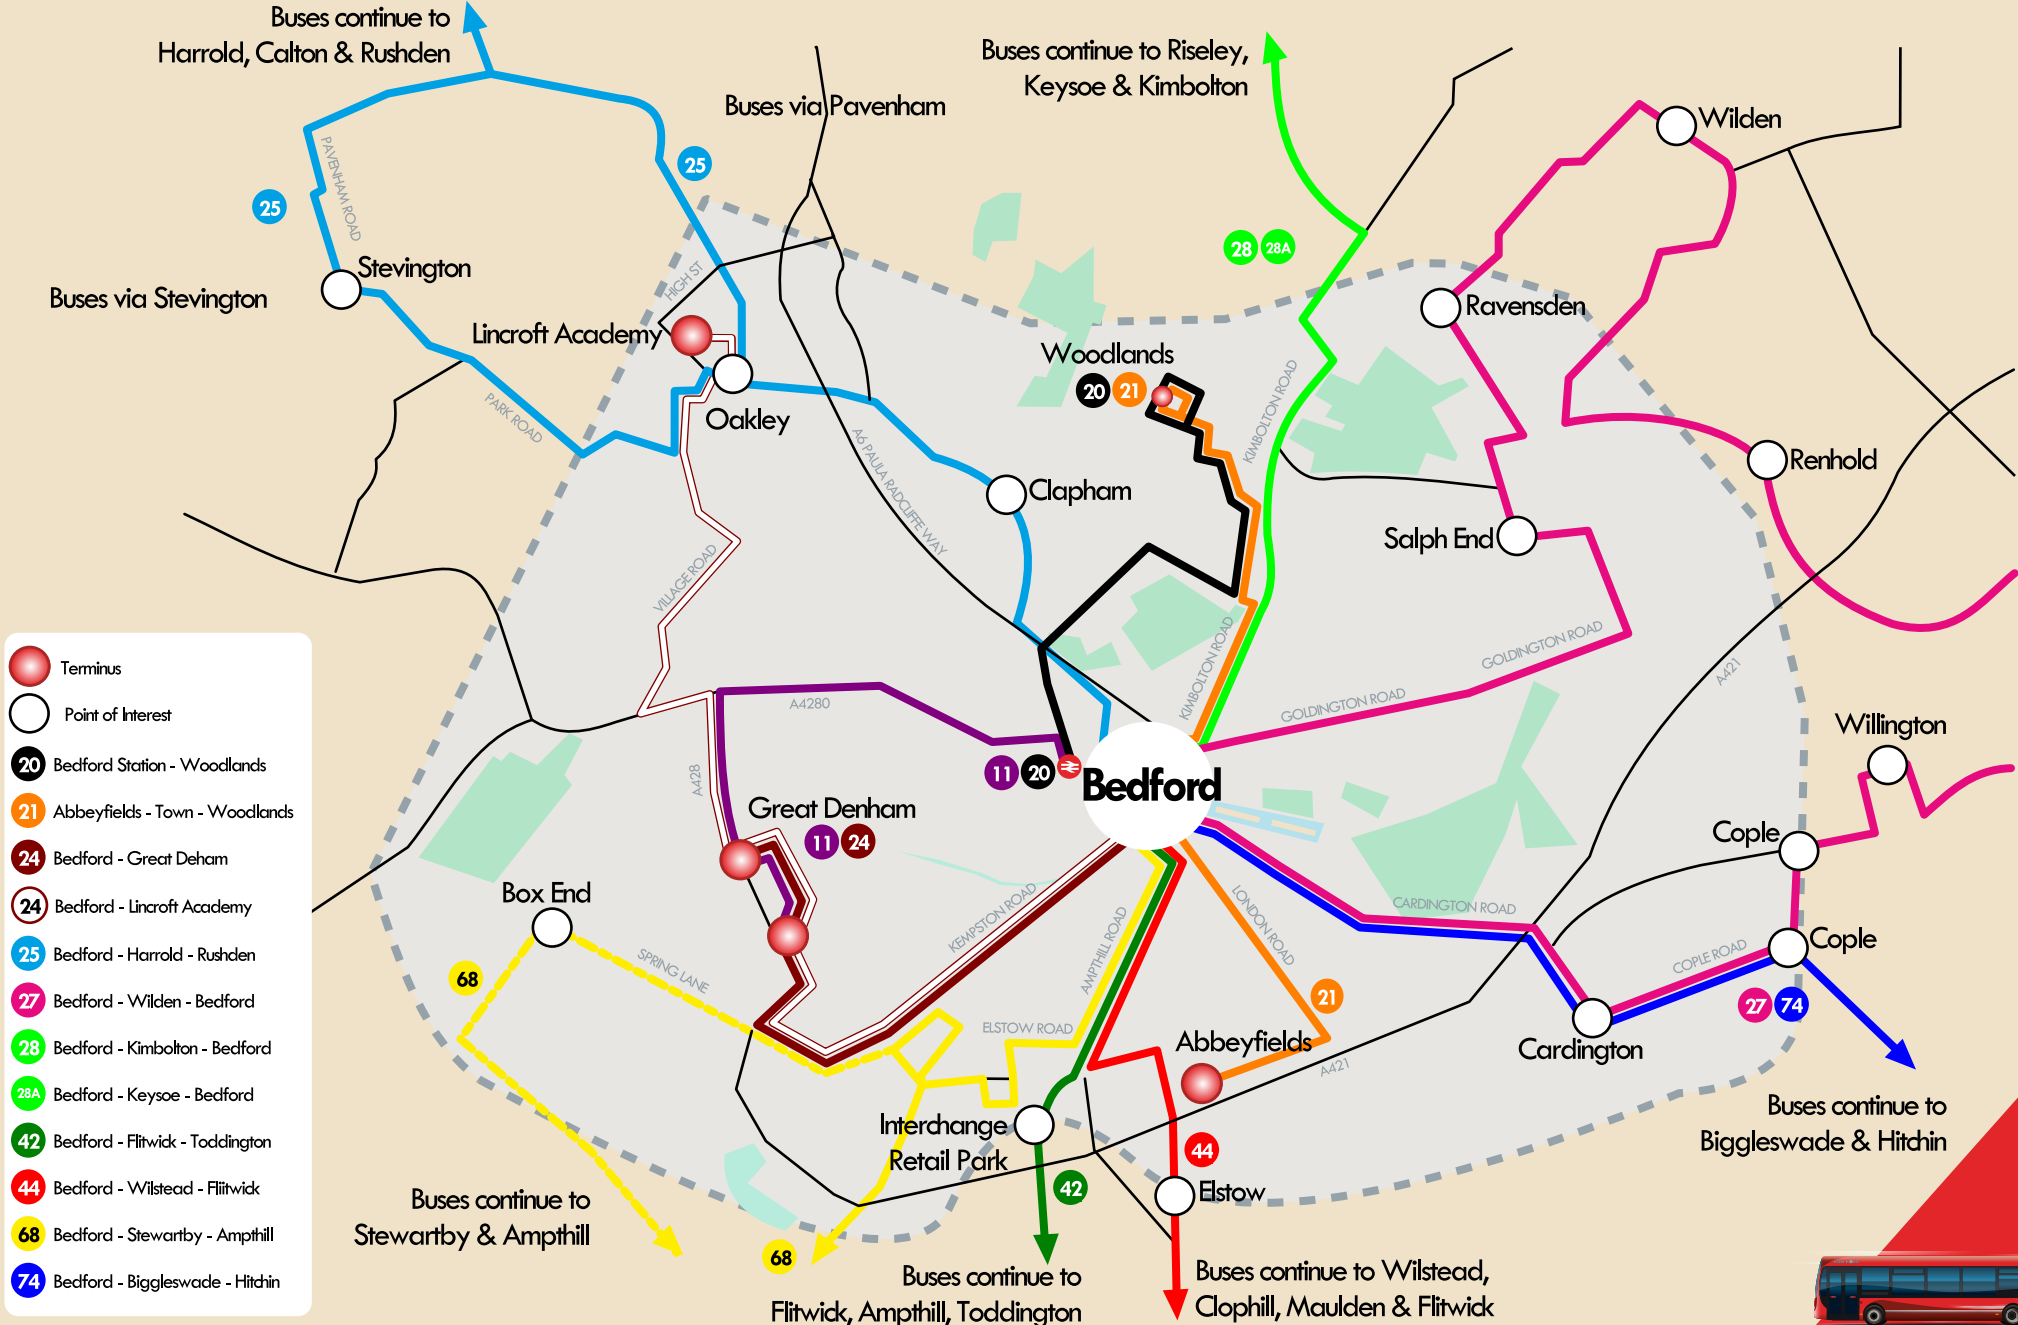 Buses continue to
Harrold, Calton & Rushden
Buses continue to Riseley,
Keysoe & Kimbolton
Buses via Pavenham
Wilden
25
25
PAVENHAM ROAD
28
28A
Stevington
Buses via Stevington
HIGH ST
Ravensden
Lincroft Academy
Woodlands
20
21
KIMBOLTON ROAD
PARK ROAD
Oakley
A6 PAULA RADCLIFFE WAY
Renhold
Clapham
Salph End
VILLAGE ROAD
KIMBOLTON ROAD
GOLDINGTON ROAD
GOLDINGTON ROAD
A421
A4280
Willington
11
20
Bedford
A428
Great Denham
11
24
Cople
Box End
KEMPSTON ROAD
AMPTHILL ROAD
LONDON ROAD
CARDINGTON ROAD
Cople
COPLE ROAD
SPRING LANE
68
21
27
74
ELSTOW ROAD
Abbeyfields
A421
Cardington
Interchange
Retail Park
44
42
Elstow
Buses continue to
Biggleswade & Hitchin
Buses continue to
Stewartby & Ampthill
68
Buses continue to
Flitwick, Ampthill, Toddington
Buses continue to Wilstead,
Clophill, Maulden & Flitwick
Terminus
Point of Interest
20 Bedford Station - Woodlands
21 Abbeyfields - Town - Woodlands
24 Bedford - Great Deham
24 Bedford - Lincroft Academy
25 Bedford - Harrold - Rushden
27 Bedford - Wilden - Bedford
28 Bedford - Kimbolton - Bedford
28A Bedford - Keysoe - Bedford
42 Bedford - Flitwick - Toddington
44 Bedford - Wilstead - Fliitwick
68 Bedford - Stewartby - Ampthill
74 Bedford - Biggleswade - Hitchin